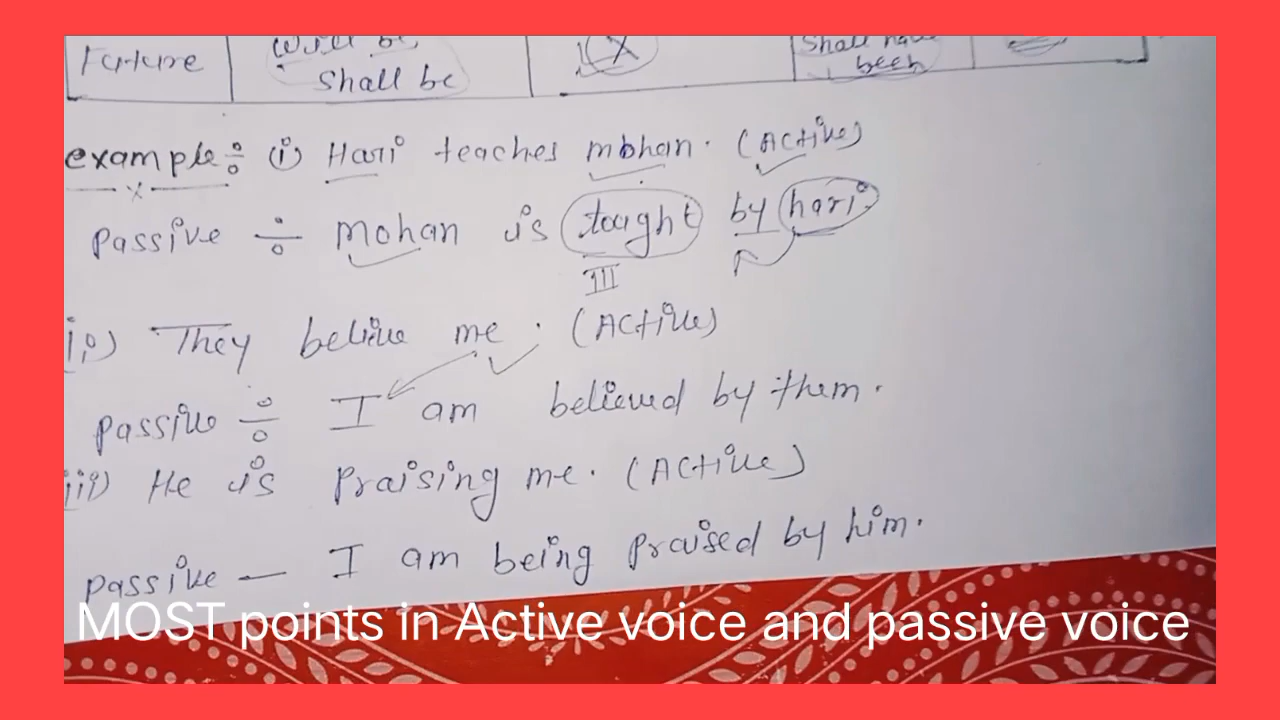 Future will be, X Shall have
Shall be been
example÷ (i) Hari teaches mohan. (Active)
Passive ÷ Mohan is taught by hari.
III
ii) They belive me. (Active)
Passive ÷ I am believed by them.
iii) He is Praising me. (Active)
Passive — I am being Praised by him.
MOST points in Active voice and passive voice